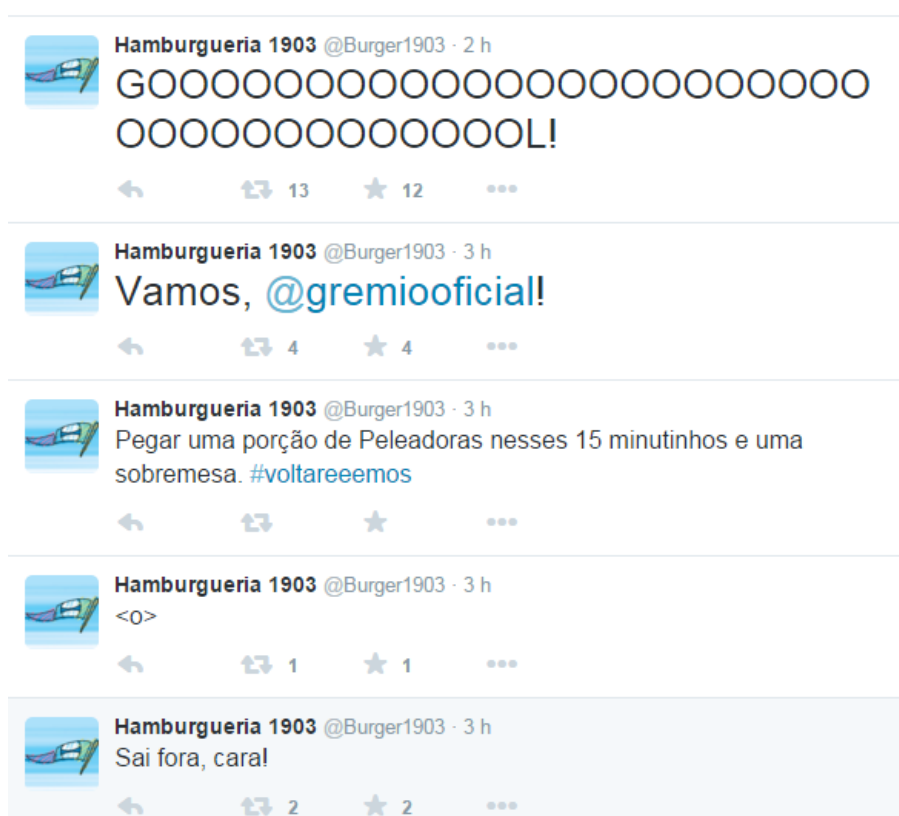 Hamburgueria 1903 @Burger1903 · 2 h
GOOOOOOOOOOOOOOOOOOOOOOO
OOOOOOOOOOOOOL!
13 12
Hamburgueria 1903 @Burger1903 · 3 h
Vamos, @gremiooficial!
4 4
Hamburgueria 1903 @Burger1903 · 3 h
Pegar uma porção de Peleadoras nesses 15 minutinhos e uma
sobremesa. #voltareeemos
Hamburgueria 1903 @Burger1903 · 3 h
<o>
1 1
Hamburgueria 1903 @Burger1903 · 3 h
Sai fora, cara!
2 2